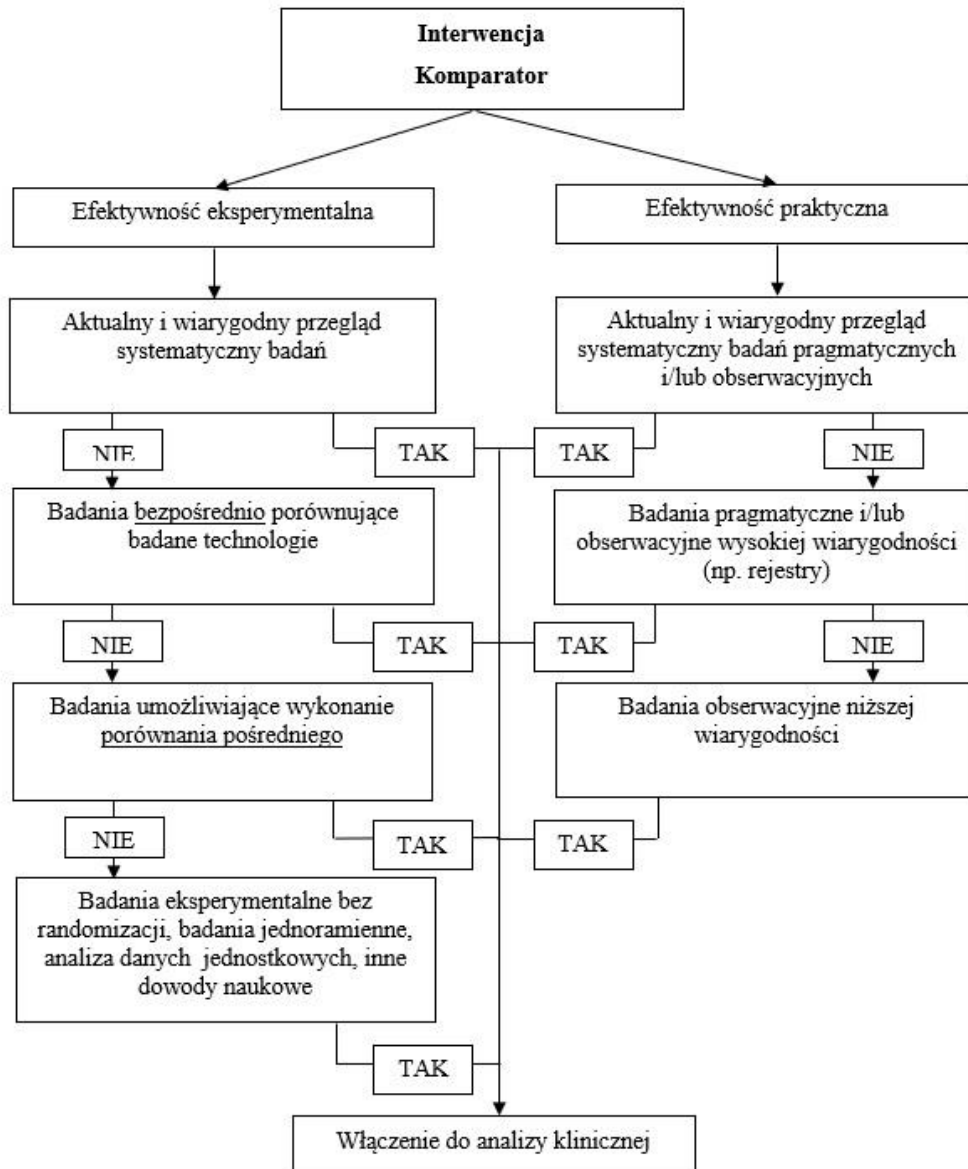 Interwencja
Komparator
Efektywność eksperymentalna
Efektywność praktyczna
Aktualny i wiarygodny przegląd
systematyczny badań
Aktualny i wiarygodny przegląd
systematyczny badań pragmatycznych
i/lub obserwacyjnych
NIE
TAK
TAK
NIE
Badania bezpośrednio porównujące
badane technologie
Badania pragmatyczne i/lub
obserwacyjne wysokiej wiarygodności
(np. rejestry)
NIE
TAK
TAK
NIE
Badania umożliwiające wykonanie
porównania pośredniego
Badania obserwacyjne niższej
wiarygodności
NIE
TAK
TAK
Badania eksperymentalne bez
randomizacji, badania jednoramienne,
analiza danych jednostkowych, inne
dowody naukowe
TAK
Włączenie do analizy klinicznej